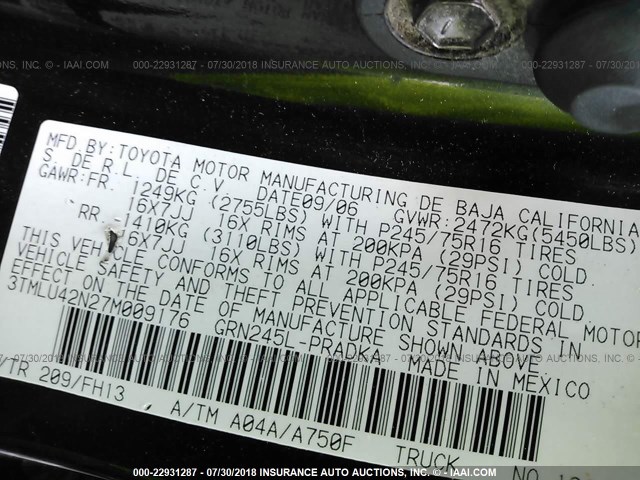 000-22931287 - 07/30/2018 INSURANCE AUTO AUCTIONS, INC. - © IAAI.COM
MFD BY: TOYOTA MOTOR MANUFACTURING DE BAJA CALIFORNIA
S. DE R. L. DE C. V. DATE09/06 GVWR:2472KG(5450LBS)
GAWR:FR. 1249KG (2755LBS) WITH P245/75R16 TIRES
16X7JJ 16X RIMS AT 200KPA (29PSI) COLD
RR 1410KG (3110LBS) WITH P245/75R16 TIRES
16X7JJ 16X RIMS AT 200KPA (29PSI) COLD.
THIS VEHICLE CONFORMS TO ALL APPLICABLE FEDERAL MOTOR
VEHICLE SAFETY AND THEFT PREVENTION STANDARDS IN
EFFECT ON THE DATE OF MANUFACTURE SHOWN ABOVE.
3TMLU42N27M009176 GRN245L-PRADKA MADE IN MEXICO
/TR 209/FH13
A/TM A04A/A750F TRUCK
000-22931287 - 07/30/2018 INSURANCE AUTO AUCTIONS, INC. - © IAAI.COM